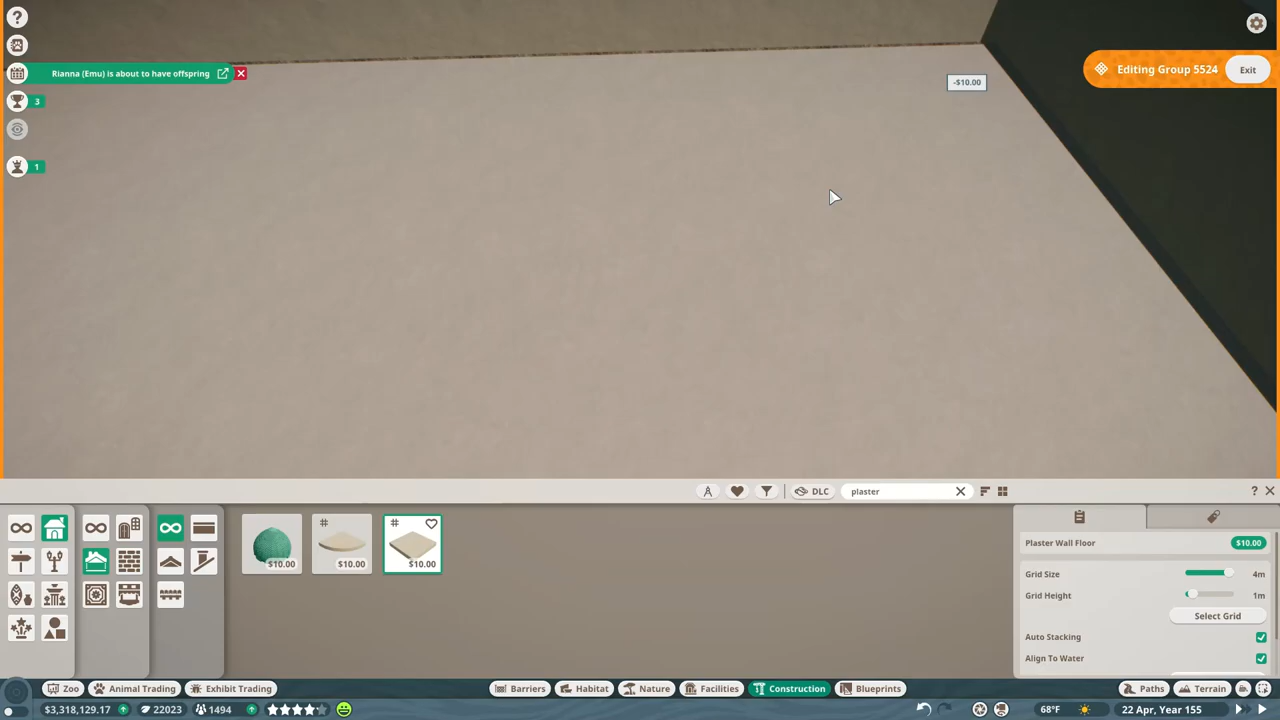 ?
Editing Group 5524
Exit
Rianna (Emu) is about to have offspring
-$10.00
3
1
DLC
plaster
?
$10.00
$10.00
$10.00
Plaster Wall Floor
$10.00
Grid Size
4m
Grid Height
1m
Select Grid
Auto Stacking
Align To Water
Zoo
Animal Trading
Exhibit Trading
Barriers
Habitat
Nature
Facilities
Construction
Blueprints
Paths
Terrain
$3,318,129.17
22023
1494
68°F
22 Apr, Year 155